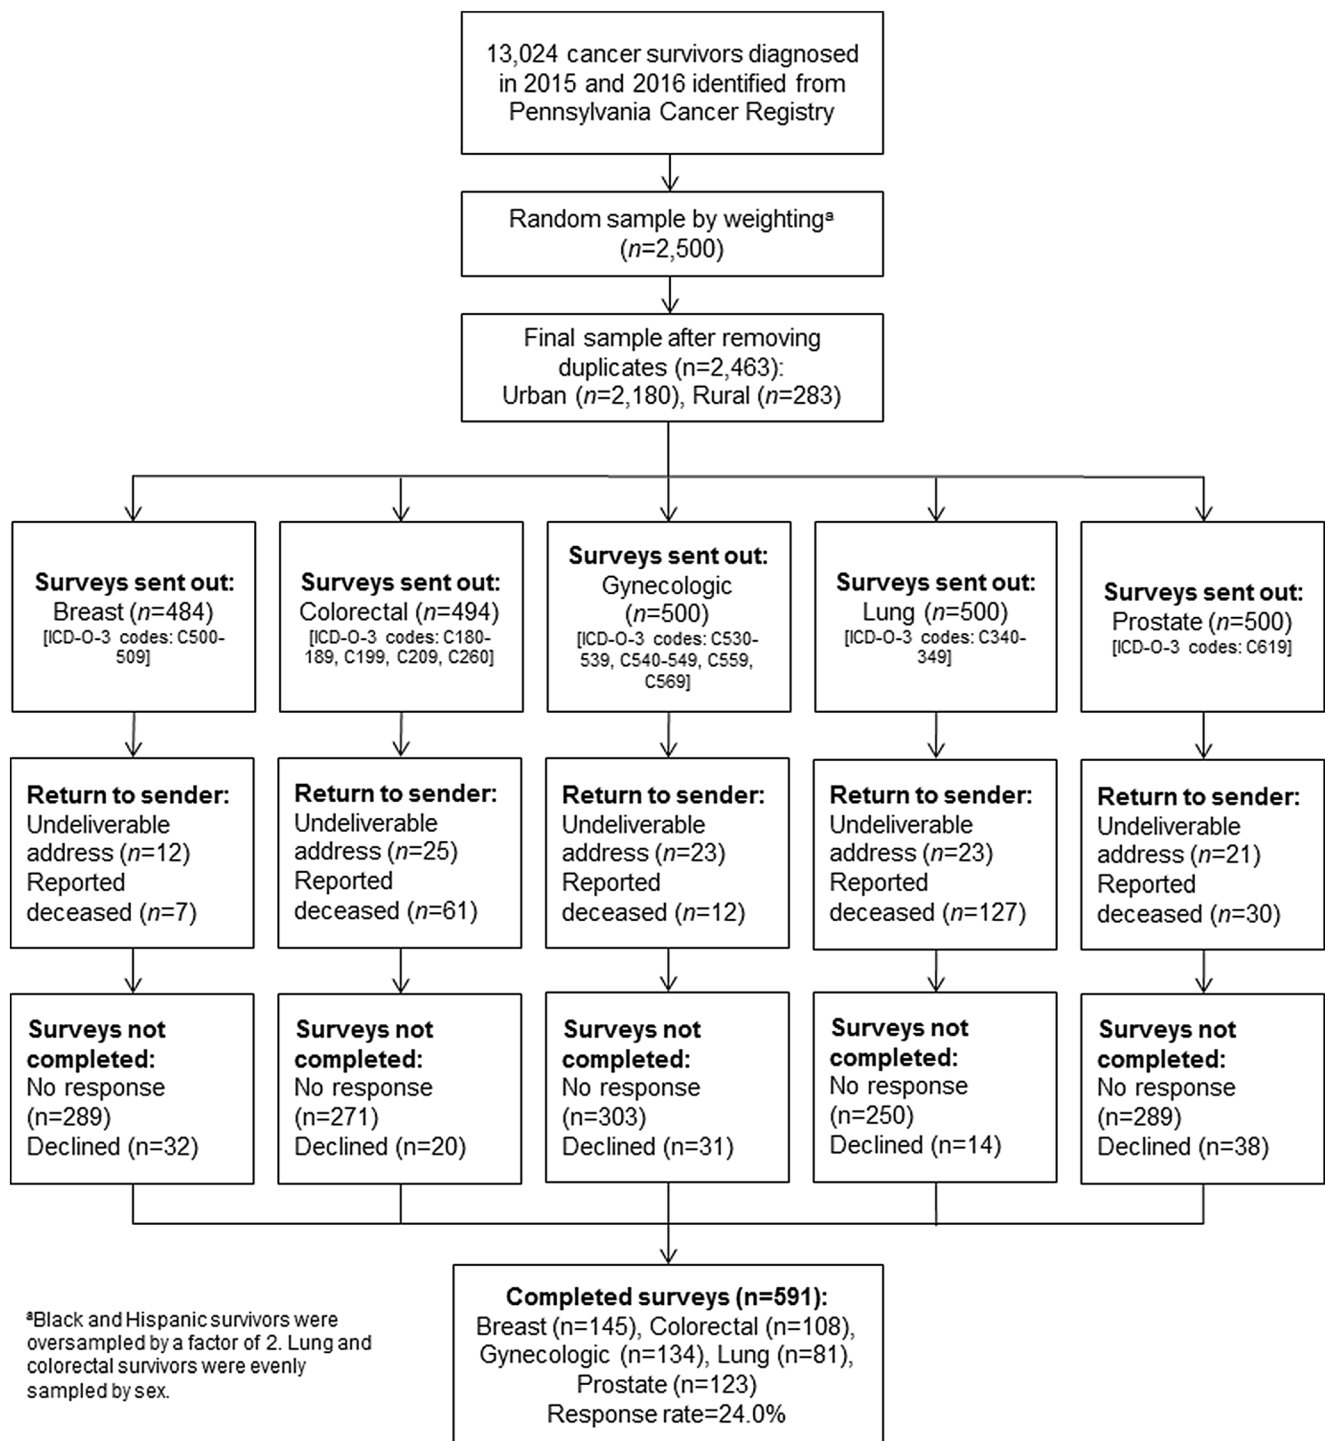 13,024 cancer survivors diagnosed
in 2015 and 2016 identified from
Pennsylvania Cancer Registry
Random sample by weightingᵃ
(n=2,500)
Final sample after removing
duplicates (n=2,463):
Urban (n=2,180), Rural (n=283)
Surveys sent out:
Breast (n=484)
[ICD-O-3 codes: C500-
509]
Surveys sent out:
Colorectal (n=494)
[ICD-O-3 codes: C180-
189, C199, C209, C260]
Surveys sent out:
Gynecologic
(n=500)
[ICD-O-3 codes: C530-
539, C540-549, C559,
C569]
Surveys sent out:
Lung (n=500)
[ICD-O-3 codes: C340-
349]
Surveys sent out:
Prostate (n=500)
[ICD-O-3 codes: C619]
Return to sender:
Undeliverable
address (n=12)
Reported
deceased (n=7)
Return to sender:
Undeliverable
address (n=25)
Reported
deceased (n=61)
Return to sender:
Undeliverable
address (n=23)
Reported
deceased (n=12)
Return to sender:
Undeliverable
address (n=23)
Reported
deceased (n=127)
Return to sender:
Undeliverable
address (n=21)
Reported
deceased (n=30)
Surveys not
completed:
No response
(n=289)
Declined (n=32)
Surveys not
completed:
No response
(n=271)
Declined (n=20)
Surveys not
completed:
No response
(n=303)
Declined (n=31)
Surveys not
completed:
No response
(n=250)
Declined (n=14)
Surveys not
completed:
No response
(n=289)
Declined (n=38)
Completed surveys (n=591):
Breast (n=145), Colorectal (n=108),
Gynecologic (n=134), Lung (n=81),
Prostate (n=123)
Response rate=24.0%
ᵃBlack and Hispanic survivors were
oversampled by a factor of 2. Lung and
colorectal survivors were evenly
sampled by sex.